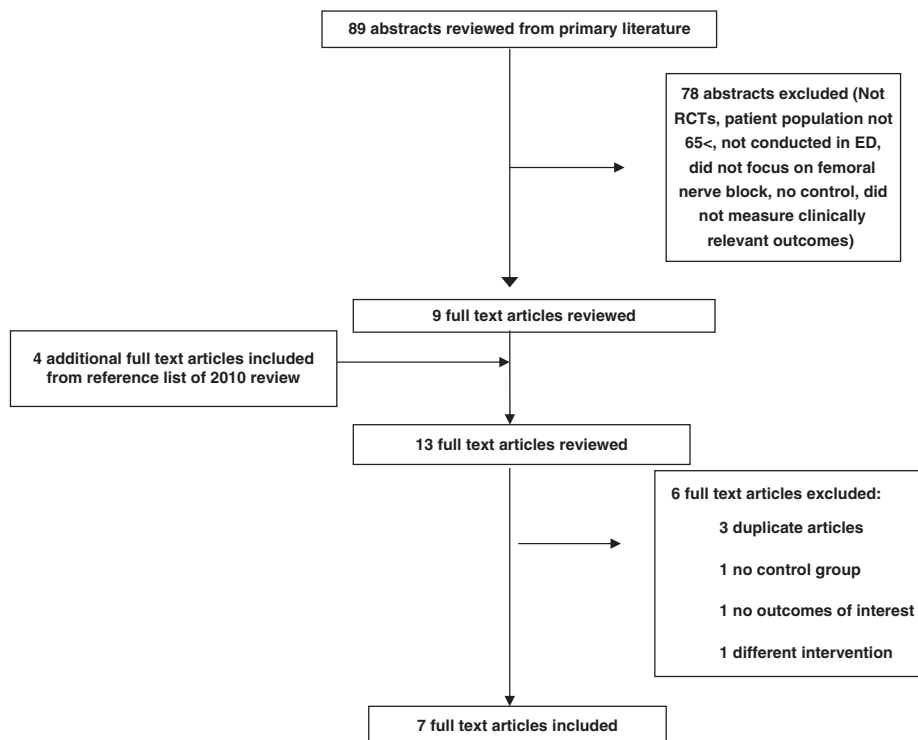 89 abstracts reviewed from primary literature
78 abstracts excluded (Not
RCTs, patient population not
65<, not conducted in ED,
did not focus on femoral
nerve block, no control, did
not measure clinically
relevant outcomes)
9 full text articles reviewed
4 additional full text articles included
from reference list of 2010 review
13 full text articles reviewed
6 full text articles excluded:
3 duplicate articles
1 no control group
1 no outcomes of interest
1 different intervention
7 full text articles included